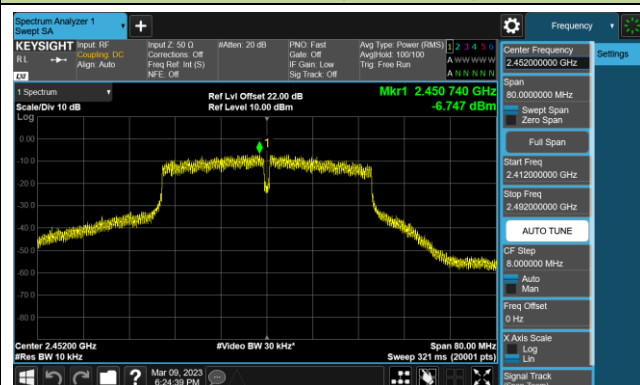 Spectrum Analyzer 1
Swept SA
Frequency
KEYSIGHT
RL
LXI
Input: RF
Coupling: DC
Align: Auto
Input Z: 50 Ω
Corrections: Off
Freq Ref: Int (S)
NFE: Off
#Atten: 20 dB
PNO: Fast
Gate: Off
IF Gain: Low
Sig Track: Off
Avg Type: Power (RMS)
Avg|Hold: 100/100
Trig: Free Run
1 2 3 4 5 6
A W W W W W
A N N N N N
1 Spectrum
Scale/Div 10 dB
Log
Ref Lvl Offset 22.00 dB
Ref Level 10.00 dBm
Mkr1 2.450 740 GHz
-6.747 dBm
1
0.00
-10.0
-20.0
-30.0
-40.0
-50.0
-60.0
-70.0
-80.0
Center 2.45200 GHz
#Res BW 10 kHz
#Video BW 30 kHz*
Span 80.00 MHz
Sweep 321 ms (20001 pts)
Mar 09, 2023
6:24:39 PM
Center Frequency
2.452000000 GHz
Span
80.0000000 MHz
Swept Span
Zero Span
Full Span
Start Freq
2.412000000 GHz
Stop Freq
2.492000000 GHz
AUTO TUNE
CF Step
8.000000 MHz
Auto
Man
Freq Offset
0 Hz
X Axis Scale
Log
Lin
Signal Track
(Span Zoom)
Settings